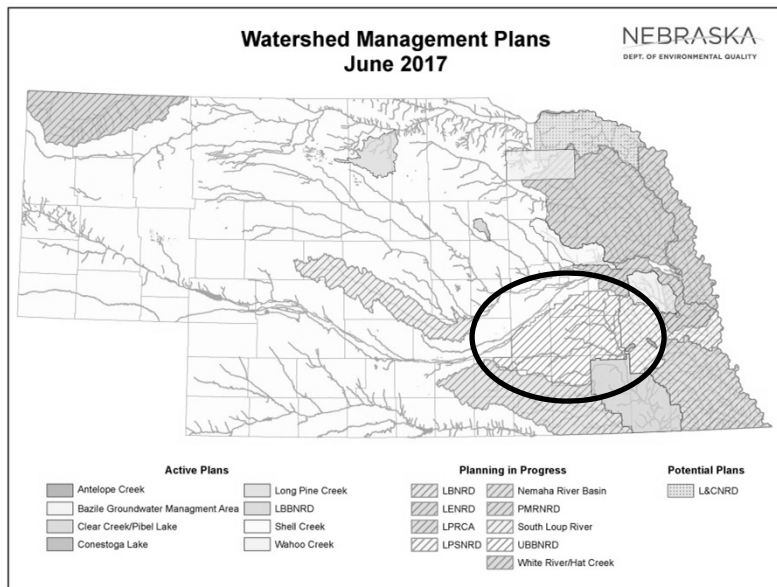 Watershed Management Plans
June 2017
NEBRASKA
DEPT. OF ENVIRONMENTAL QUALITY
Active Plans
Antelope Creek
Bazile Groundwater Managment Area
Clear Creek/Pibel Lake
Conestoga Lake
Long Pine Creek
LBBNRD
Shell Creek
Wahoo Creek
Planning in Progress
LBNRD
LENRD
LPRCA
LPSNRD
Nemaha River Basin
PMRNRD
South Loup River
UBBNRD
White River/Hat Creek
Potential Plans
L&CNRD